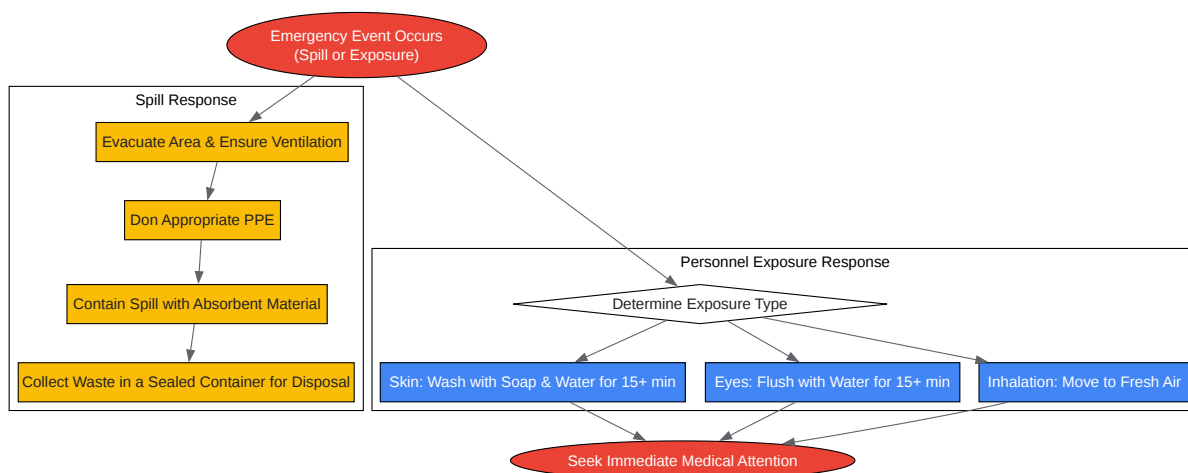 Emergency Event Occurs
(Spill or Exposure)
Spill Response
Evacuate Area & Ensure Ventilation
Don Appropriate PPE
Contain Spill with Absorbent Material
Collect Waste in a Sealed Container for Disposal
Personnel Exposure Response
Determine Exposure Type
Skin: Wash with Soap & Water for 15+ min
Eyes: Flush with Water for 15+ min
Inhalation: Move to Fresh Air
Seek Immediate Medical Attention